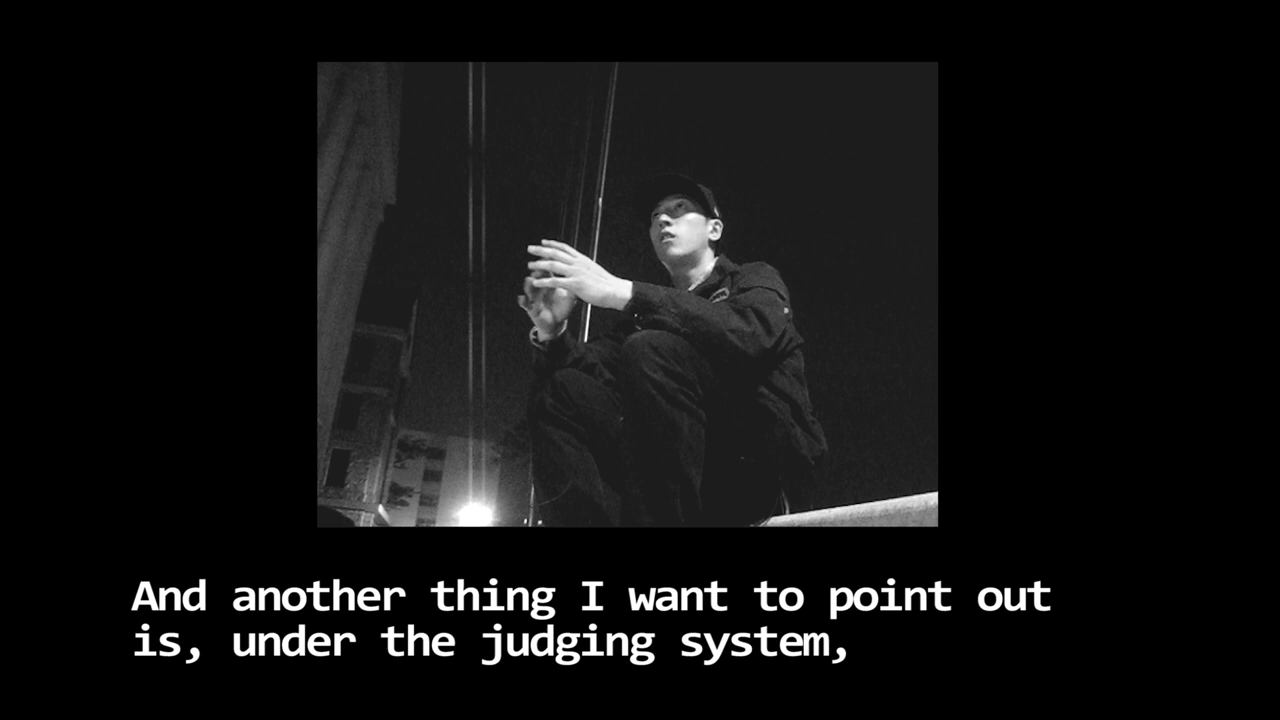 And another thing I want to point out
is, under the judging system,